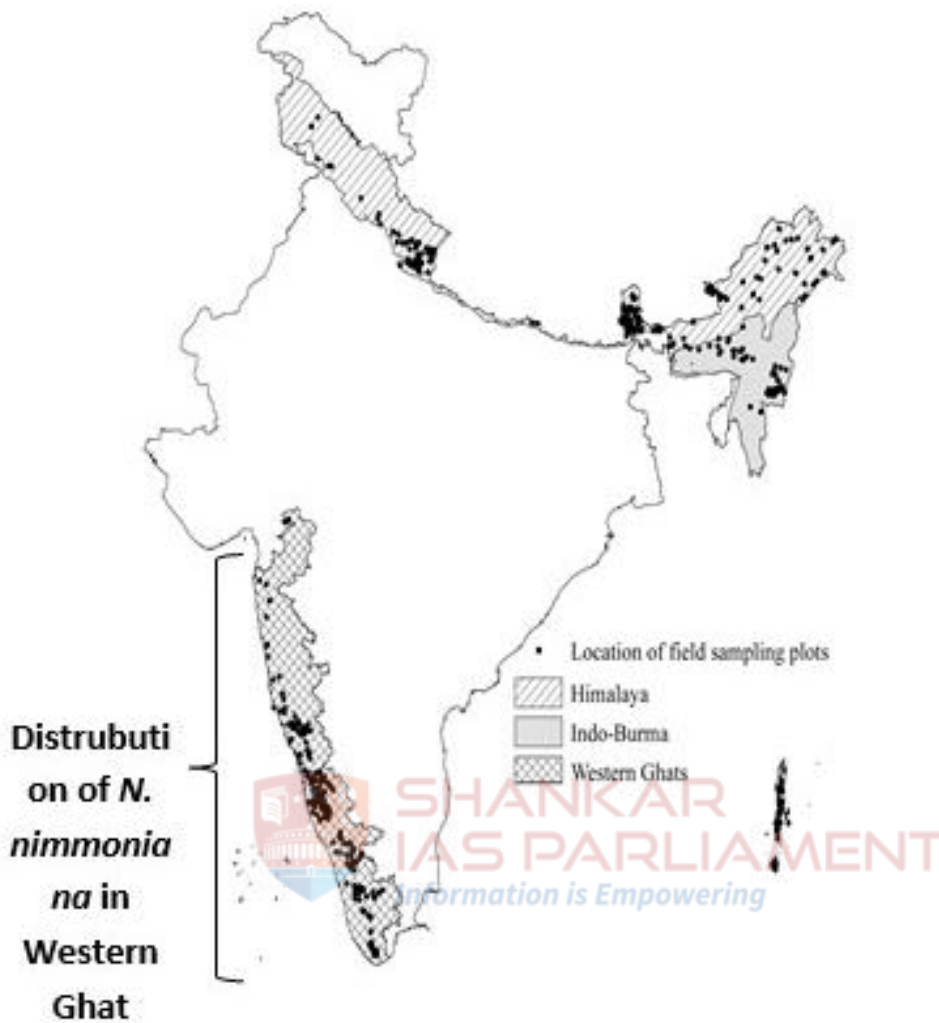 Location of field sampling plots
Himalaya
Indo-Burma
Western Ghats
Distrubuti
on of N.
nimmonia
na in
Western
Ghat
SHANKAR
IAS PARLIAMENT
Information is Empowering